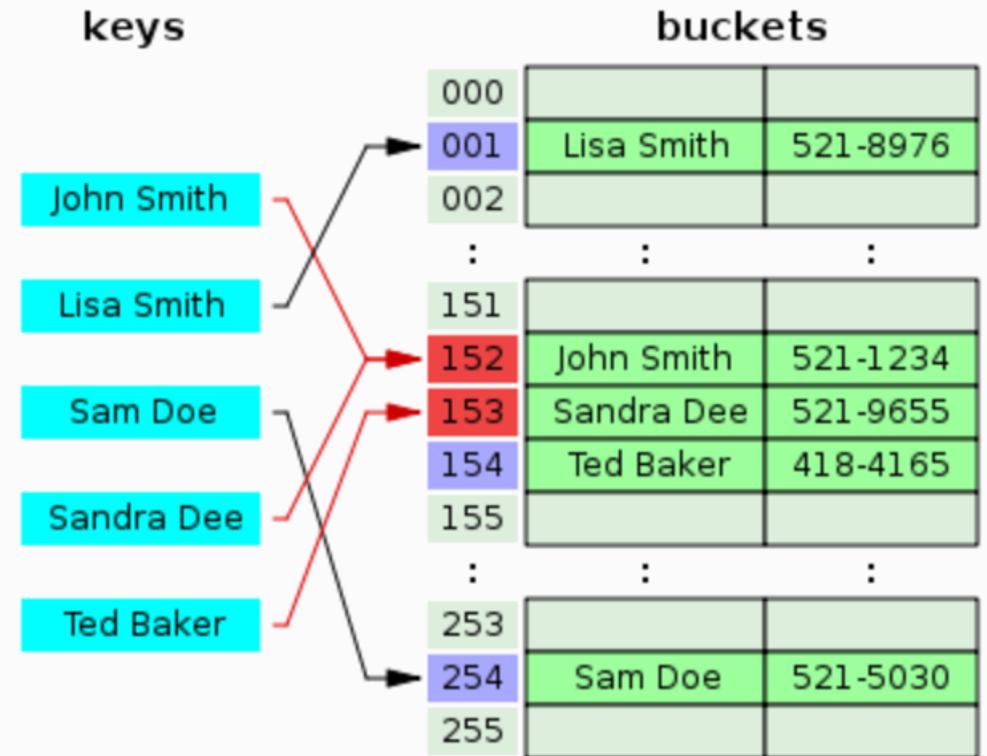 keys
buckets
000
001 Lisa Smith 521-8976
John Smith
002
: : :
Lisa Smith
151
152 John Smith 521-1234
Sam Doe
153 Sandra Dee 521-9655
154 Ted Baker 418-4165
Sandra Dee
155
: : :
Ted Baker
253
254 Sam Doe 521-5030
255